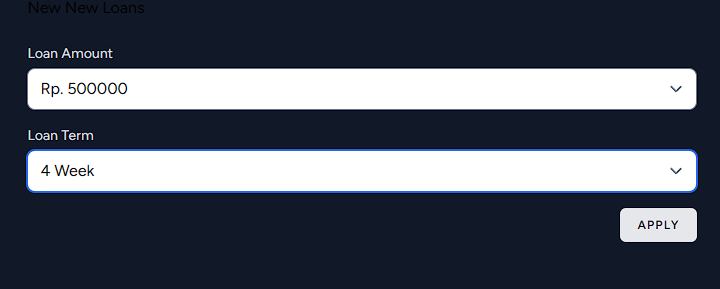 New New Loans
Loan Amount
Rp. 500000
Loan Term
4 Week
APPLY